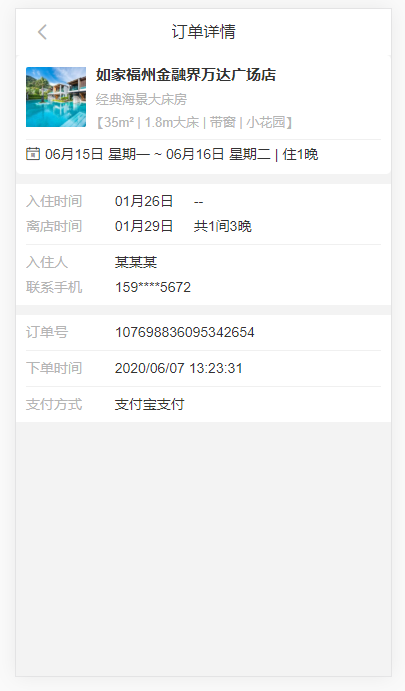 订单详情
如家福州金融界万达广场店
经典海景大床房
【35m² | 1.8m大床 | 带窗 | 小花园】
06月15日 星期一 ~ 06月16日 星期二 | 住1晚
入住时间 01月26日 --
离店时间 01月29日 共1间3晚
入住人 某某某
联系手机 159****5672
订单号 107698836095342654
下单时间 2020/06/07 13:23:31
支付方式 支付宝支付